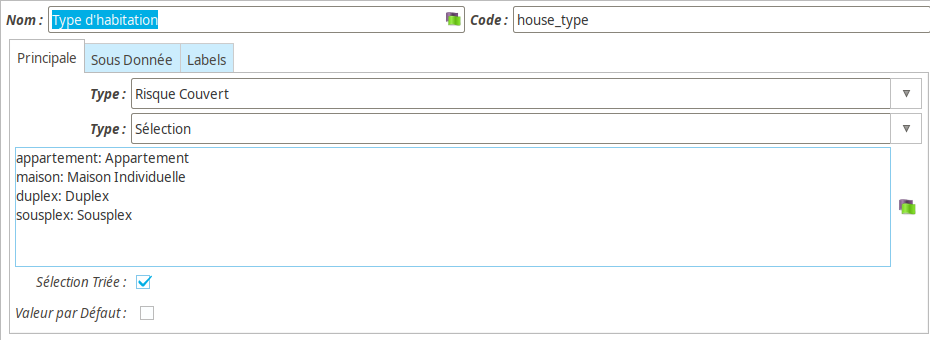 Nom : Type d'habitation Code : house_type
Principale Sous Donnée Labels
Type : Risque Couvert
Type : Sélection
appartement: Appartement
maison: Maison Individuelle
duplex: Duplex
sousplex: Sousplex
Sélection Triée :
Valeur par Défaut :